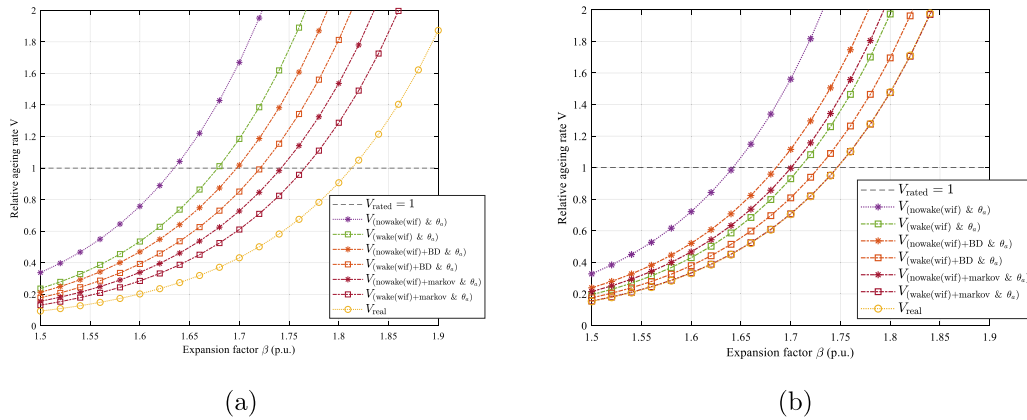 (a)
Relative ageing rate V
2
1.8
1.6
1.4
1.2
1
0.8
0.6
0.4
0.2
0
1.5
1.55
1.6
1.65
1.7
1.75
1.8
1.85
1.9
Expansion factor β (p.u.)
V_rated = 1
V_(nowake(wif) & θ_a)
V_(wake(wif) & θ_a)
V_(nowake(wif)+BD & θ_a)
V_(wake(wif)+BD & θ_a)
V_(nowake(wif)+markov & θ_a)
V_(wake(wif)+markov & θ_a)
V_real
(a)
(b)
Relative ageing rate V
2
1.8
1.6
1.4
1.2
1
0.8
0.6
0.4
0.2
0
1.5
1.55
1.6
1.65
1.7
1.75
1.8
1.85
1.9
Expansion factor β (p.u.)
V_rated = 1
V_(nowake(wif) & θ_a)
V_(wake(wif) & θ_a)
V_(nowake(wif)+BD & θ_a)
V_(wake(wif)+BD & θ_a)
V_(nowake(wif)+markov & θ_a)
V_(wake(wif)+markov & θ_a)
V_real
(b)